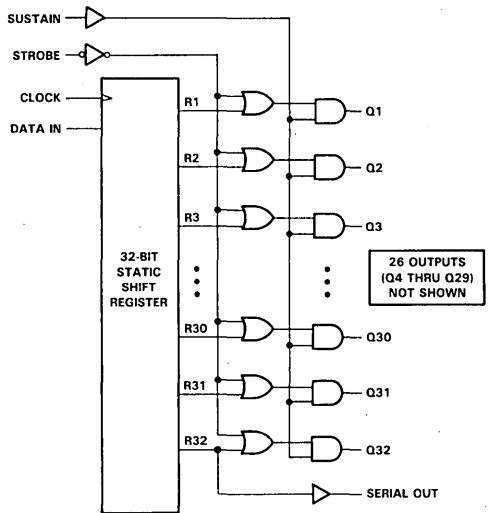 SUSTAIN
STROBE
CLOCK
DATA IN
R1
Q1
R2
Q2
R3
Q3
32-BIT
STATIC
SHIFT
REGISTER
26 OUTPUTS
(Q4 THRU Q29)
NOT SHOWN
R30
Q30
R31
Q31
R32
Q32
SERIAL OUT